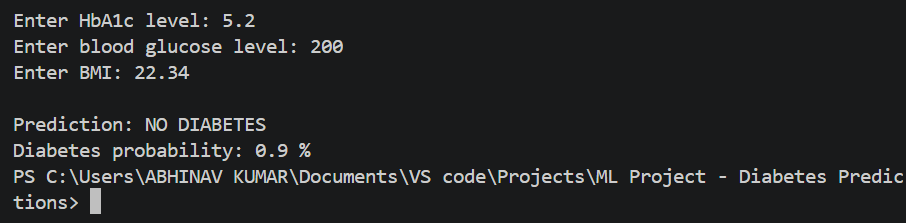 Enter HbA1c level: 5.2
Enter blood glucose level: 200
Enter BMI: 22.34
Prediction: NO DIABETES
Diabetes probability: 0.9 %
PS C:\Users\ABHINAV KUMAR\Documents\VS code\Projects\ML Project - Diabetes Predic
tions>